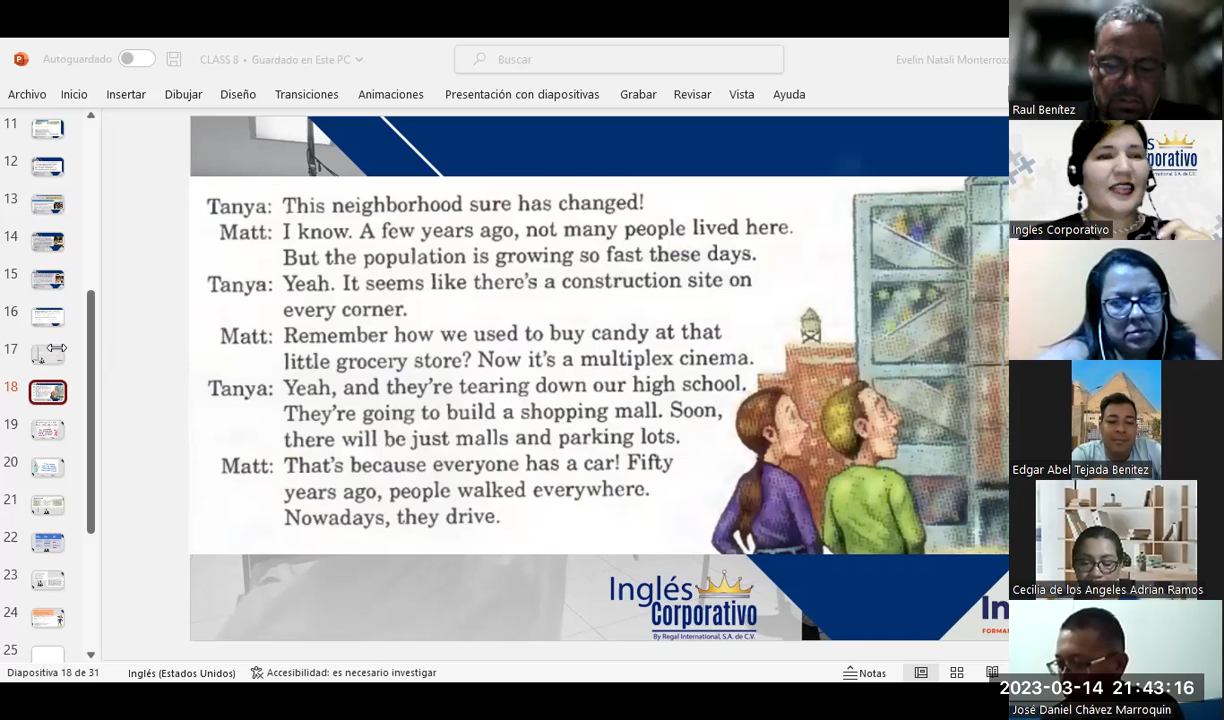 Autoguardado
CLASS 8 • Guardado en Este PC
Buscar
Evelin Natali Monterroza
Archivo Inicio Insertar Dibujar Diseño Transiciones Animaciones Presentación con diapositivas Grabar Revisar Vista Ayuda
11
12
13
14
15
16
17
18
19
20
21
22
23
24
25
Tanya: This neighborhood sure has changed!
Matt: I know. A few years ago, not many people lived here.
But the population is growing so fast these days.
Tanya: Yeah. It seems like there's a construction site on
every corner.
Matt: Remember how we used to buy candy at that
little grocery store? Now it's a multiplex cinema.
Tanya: Yeah, and they're tearing down our high school.
They're going to build a shopping mall. Soon,
there will be just malls and parking lots.
Matt: That's because everyone has a car! Fifty
years ago, people walked everywhere.
Nowadays, they drive.
Inglés
Corporativo
By Regal International, S.A. de C.V.
In
FORMA
Diapositiva 18 de 31
Inglés (Estados Unidos)
Accesibilidad: es necesario investigar
Notas
Raul Benítez
s
rporativo
International, S.A. de C.V.
Ingles Corporativo
Edgar Abel Tejada Benítez
Cecilia de los Angeles Adrian Ramos
2023-03-14 21:43:16
José Daniel Chávez Marroquin